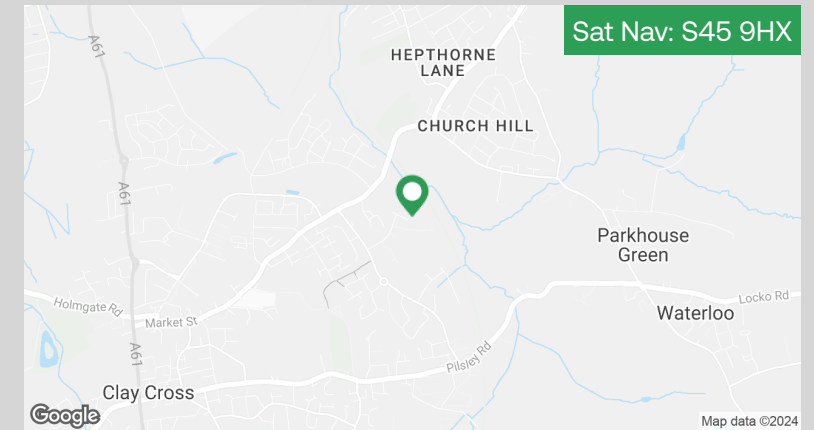 Sat Nav: S45 9HX
A61
HEPTHORNE
LANE
CHURCH HILL
A61
Parkhouse
Green
Holmgate Rd
Market St
Locko Rd
Waterloo
A61
Pilsley Rd
Clay Cross
Google
Map data ©2024